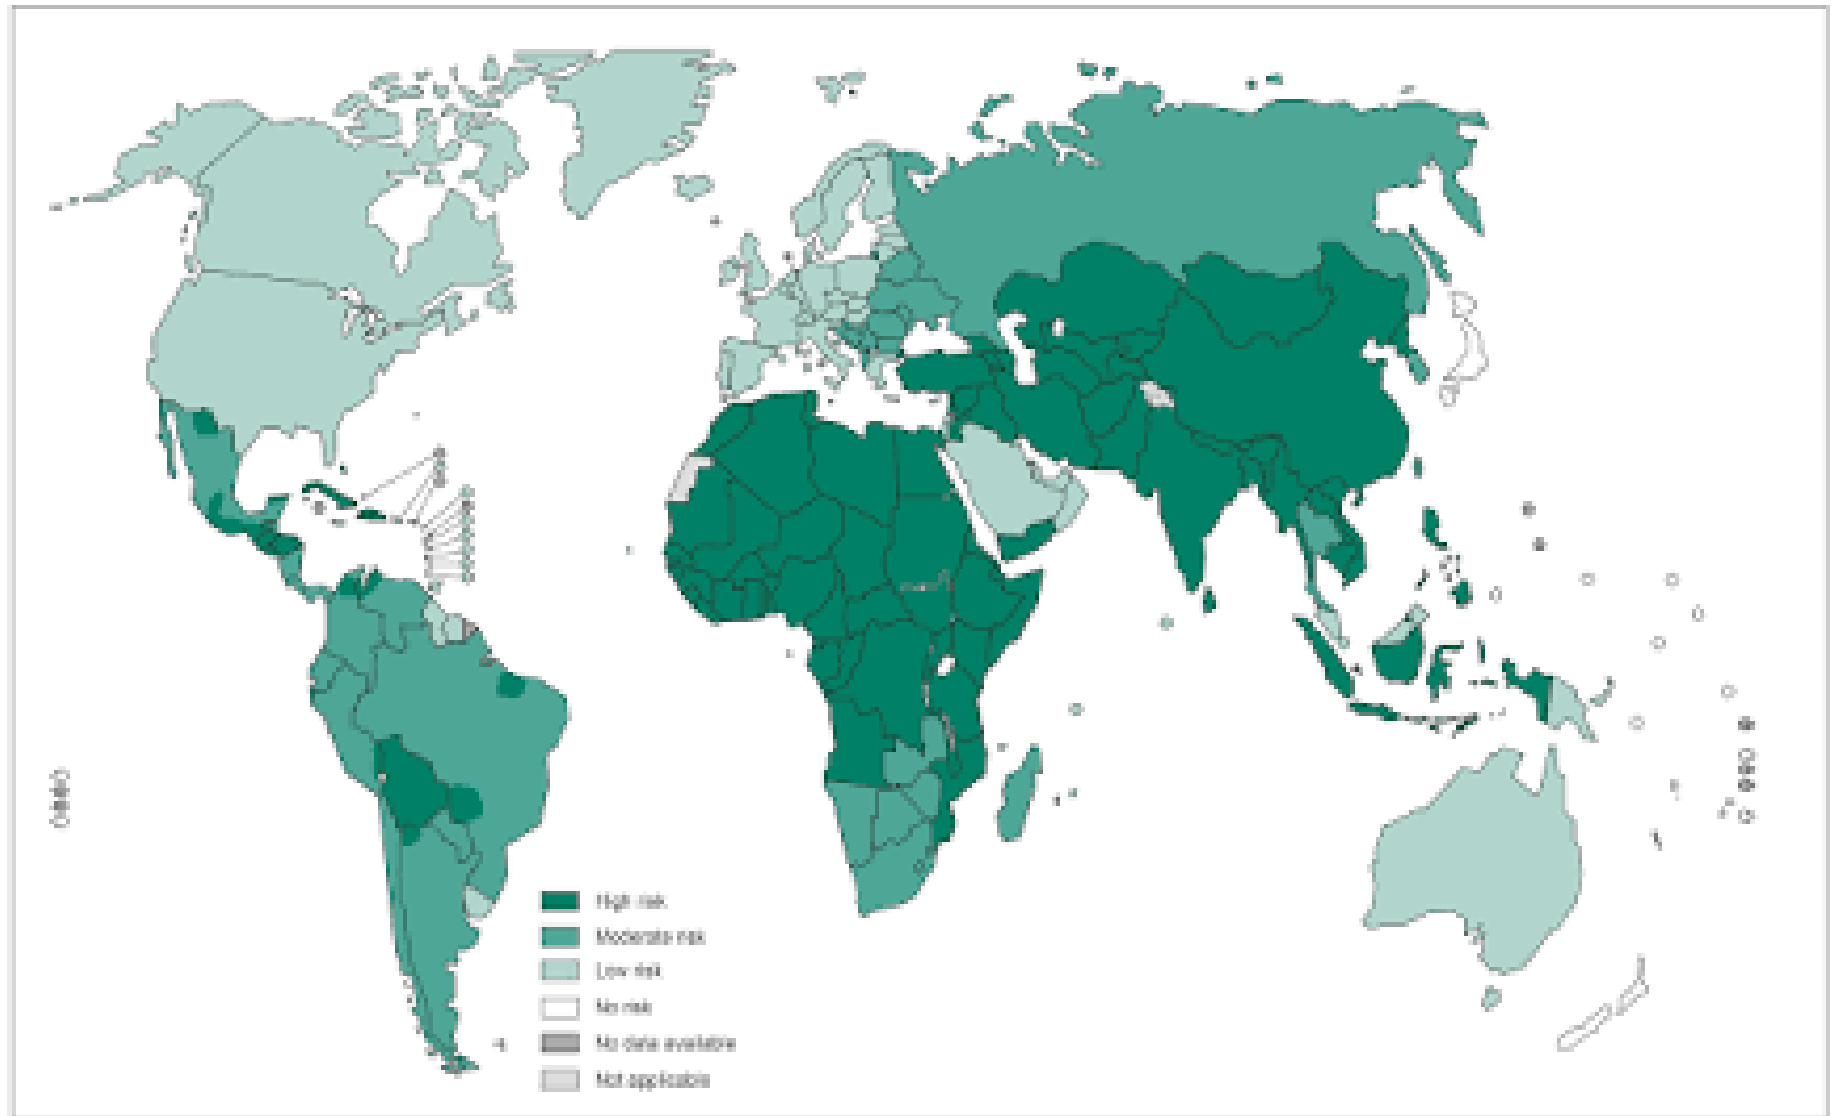 High risk
Moderate risk
Low risk
No risk
No data available
Not applicable